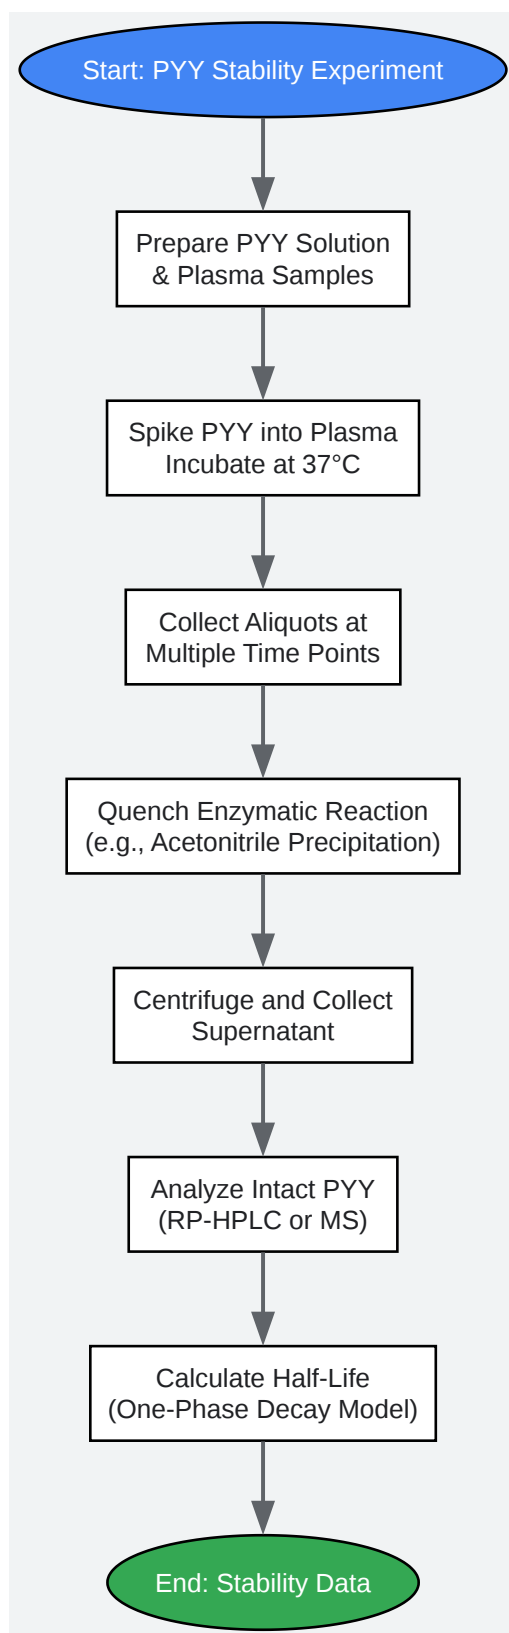 Start: PYY Stability Experiment
Prepare PYY Solution
& Plasma Samples
Spike PYY into Plasma
Incubate at 37°C
Collect Aliquots at
Multiple Time Points
Quench Enzymatic Reaction
(e.g., Acetonitrile Precipitation)
Centrifuge and Collect
Supernatant
Analyze Intact PYY
(RP-HPLC or MS)
Calculate Half-Life
(One-Phase Decay Model)
End: Stability Data